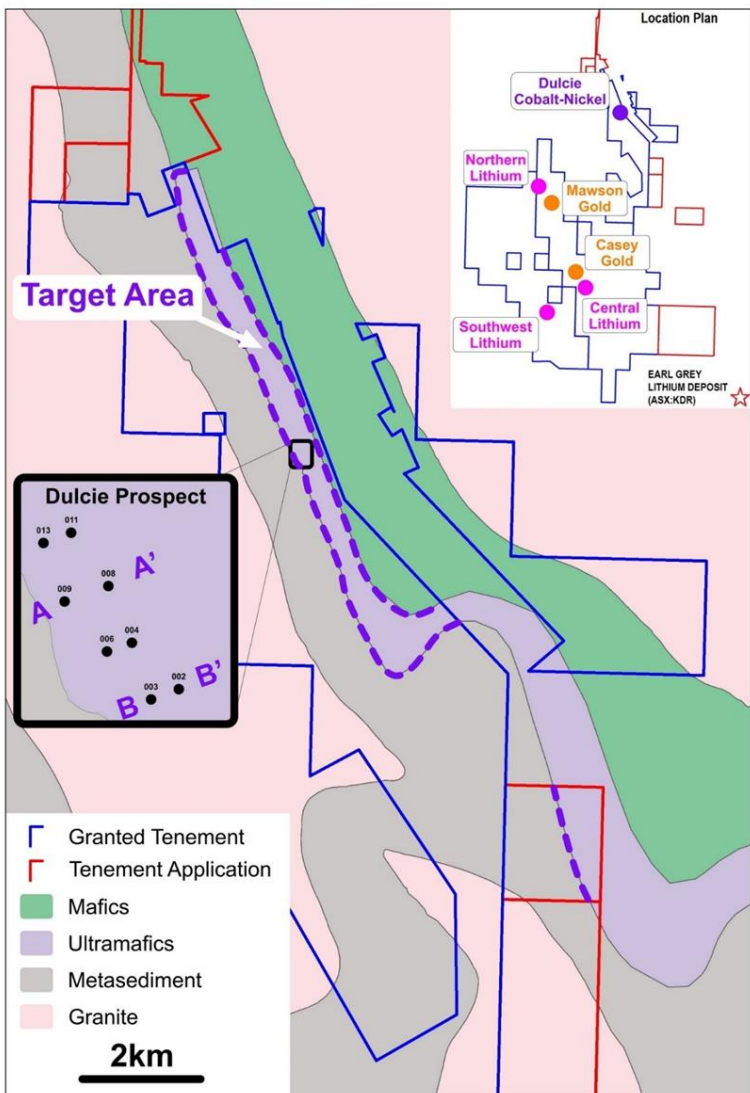 Location Plan
Dulcie
Cobalt-Nickel
Northern
Lithium
Mawson
Gold
Casey
Gold
Central
Lithium
Southwest
Lithium
EARL GREY
LITHIUM DEPOSIT
(ASX:KDR)
Target Area
Dulcie Prospect
013
011
A'
008
009
A
004
006
B'
002
003
B
Granted Tenement
Tenement Application
Mafics
Ultramafics
Metasediment
Granite
2km